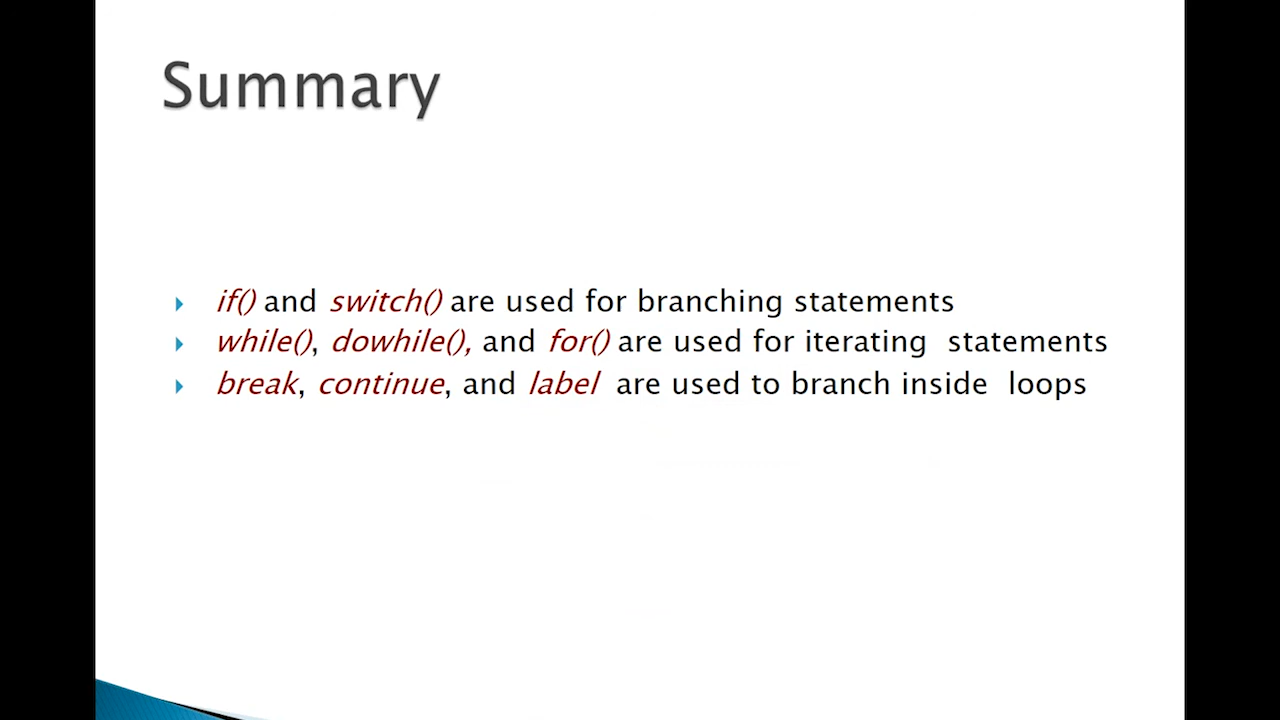 Summary
if() and switch() are used for branching statements
while(), dowhile(), and for() are used for iterating statements
break, continue, and label are used to branch inside loops